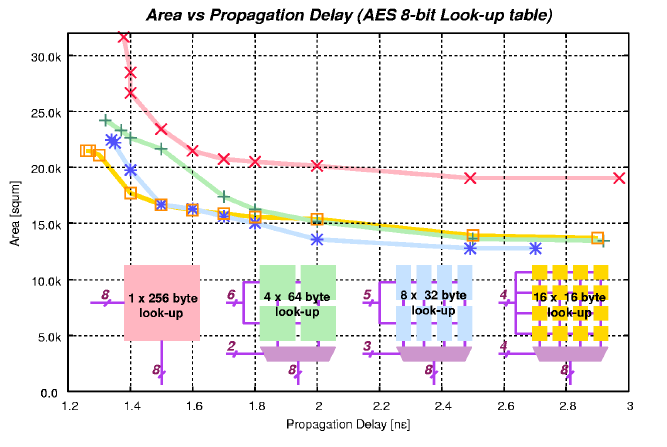 Area vs Propagation Delay (AES 8-bit Look-up table)
30.0k
25.0k
20.0k
15.0k
10.0k
5.0k
0.0
Area [squm]
8
1 x 256 byte
look-up
8
6
4 x 64 byte
look-up
2
8
5
8 x 32 byte
look-up
3
8
4
16 x 16 byte
look-up
4
8
1.2 1.4 1.6 1.8 2 2.2 2.4 2.6 2.8 3
Propagation Delay [ns]